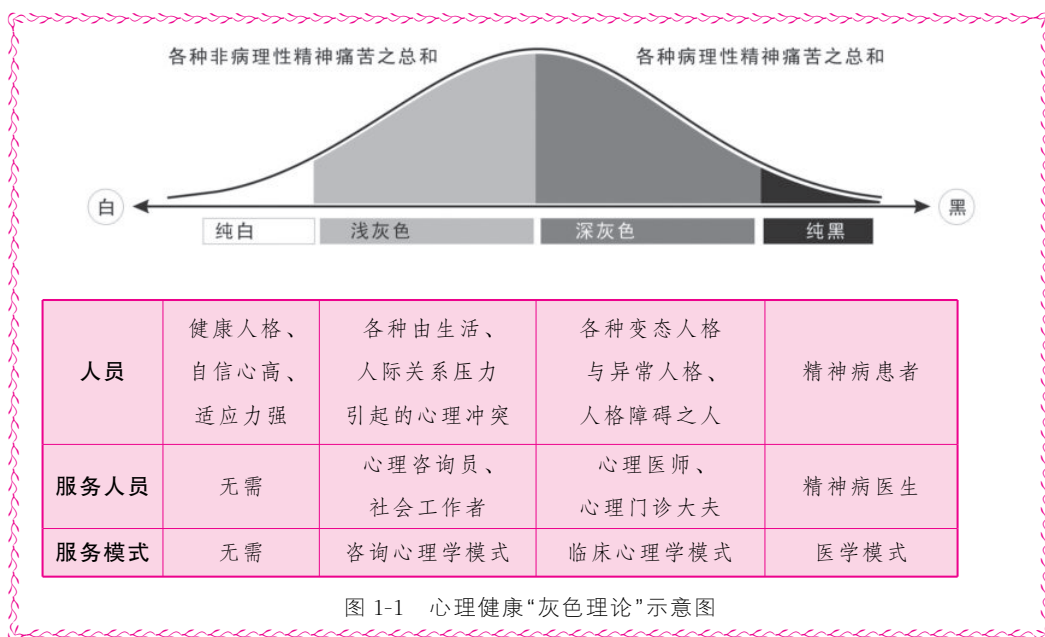 各种非病理性精神痛苦之总和
各种病理性精神痛苦之总和
白
黑
纯白
浅灰色
深灰色
纯黑
人员
健康人格、
自信心高、
适应力强
各种由生活、
人际关系压力
引起的心理冲突
各种变态人格
与异常人格、
人格障碍之人
精神病患者
服务人员
无需
心理咨询员、
社会工作者
心理医师、
心理门诊大夫
精神病医生
服务模式
无需
咨询心理学模式
临床心理学模式
医学模式
图 1-1 心理健康“灰色理论”示意图